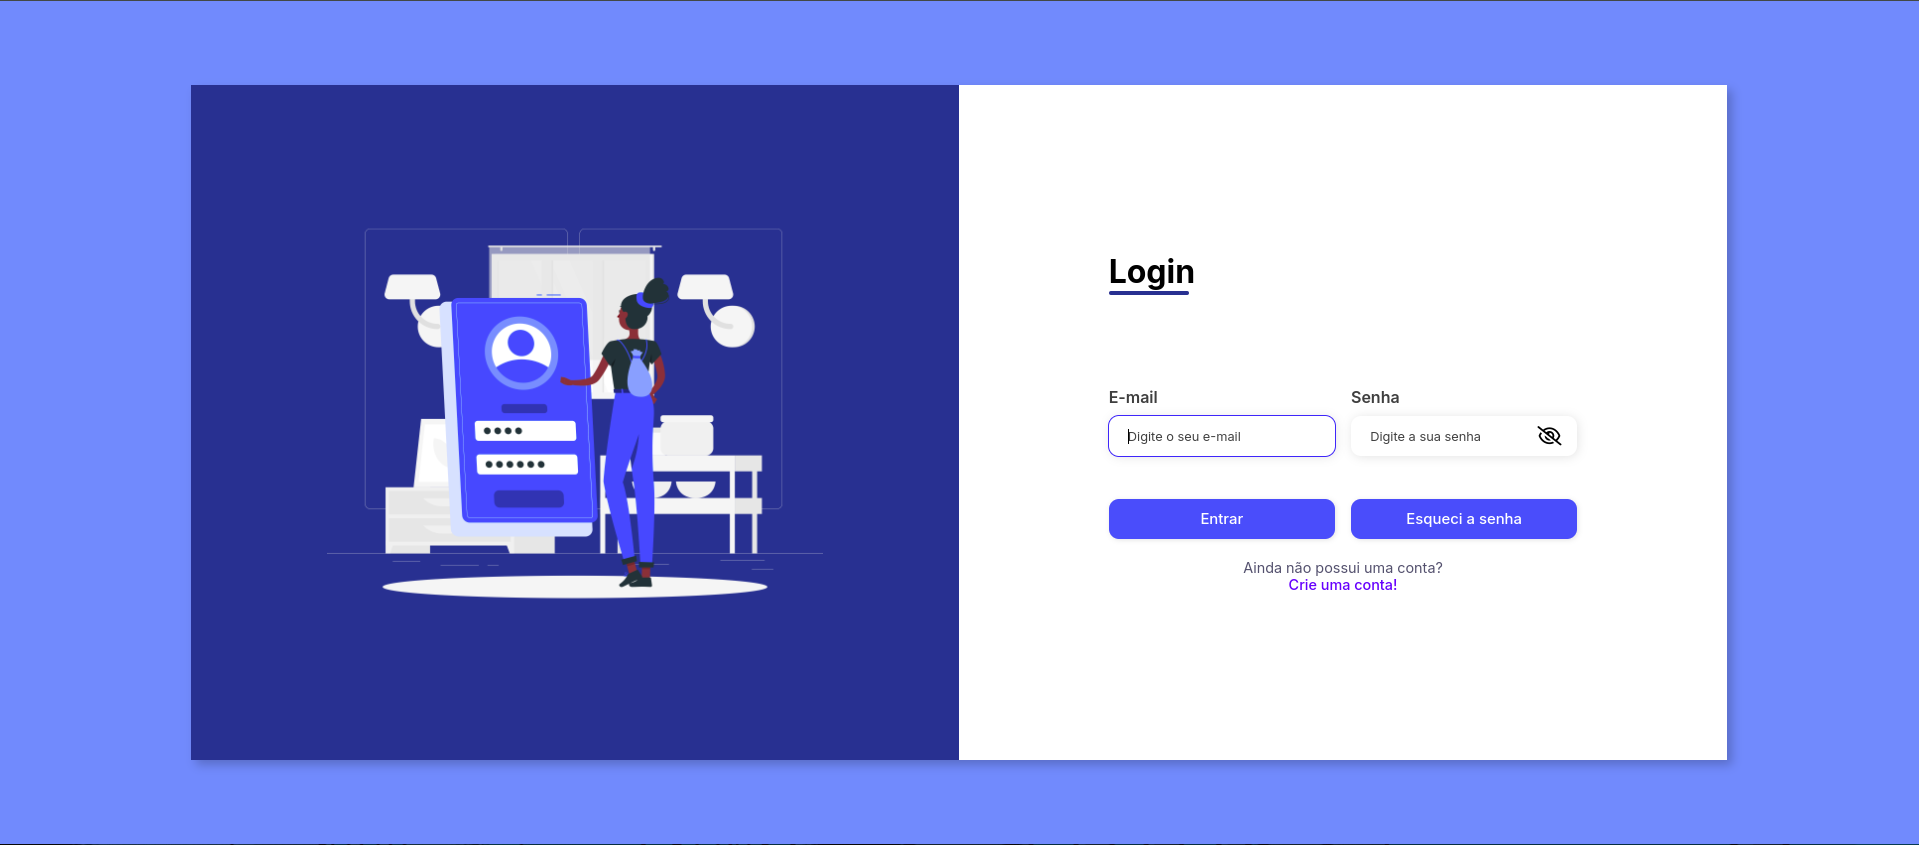 Login
E-mail Senha
Digite o seu e-mail Digite a sua senha
Entrar Esqueci a senha
Ainda não possui uma conta?
Crie uma conta!